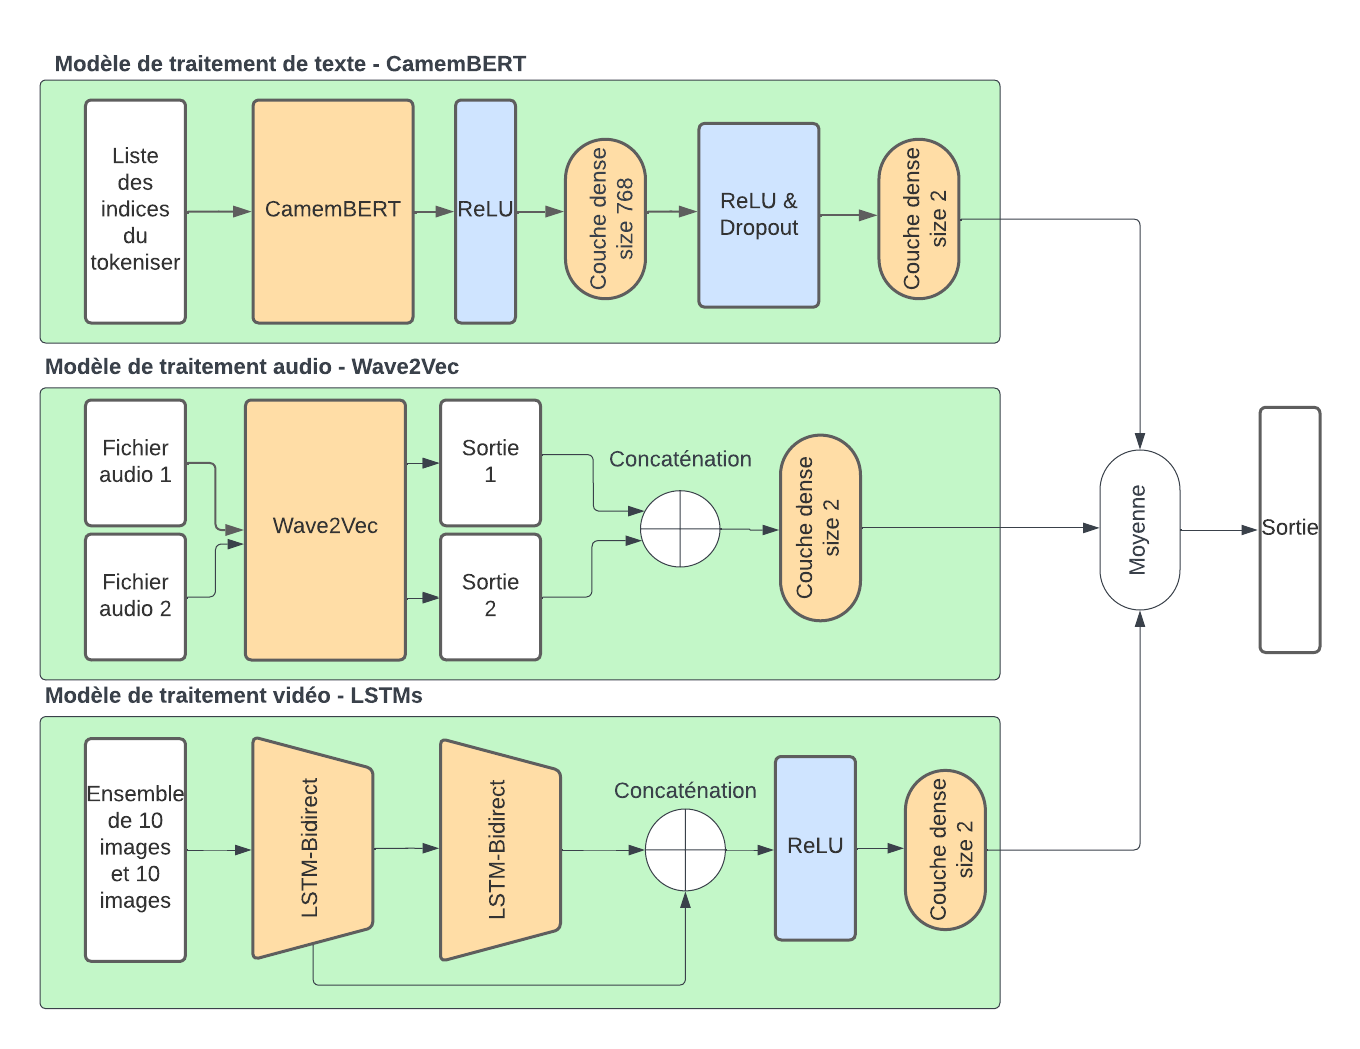 Modèle de traitement de texte - CamemBERT
Liste
des
indices
du
tokeniser
CamemBERT
ReLU
Couche dense
size 768
ReLU &
Dropout
Couche dense
size 2
Modèle de traitement audio - Wave2Vec
Fichier
audio 1
Fichier
audio 2
Wave2Vec
Sortie
1
Sortie
2
Concaténation
Couche dense
size 2
Moyenne
Sortie
Modèle de traitement vidéo - LSTMs
Ensemble
de 10
images
et 10
images
LSTM-Bidirect
LSTM-Bidirect
Concaténation
ReLU
Couche dense
size 2